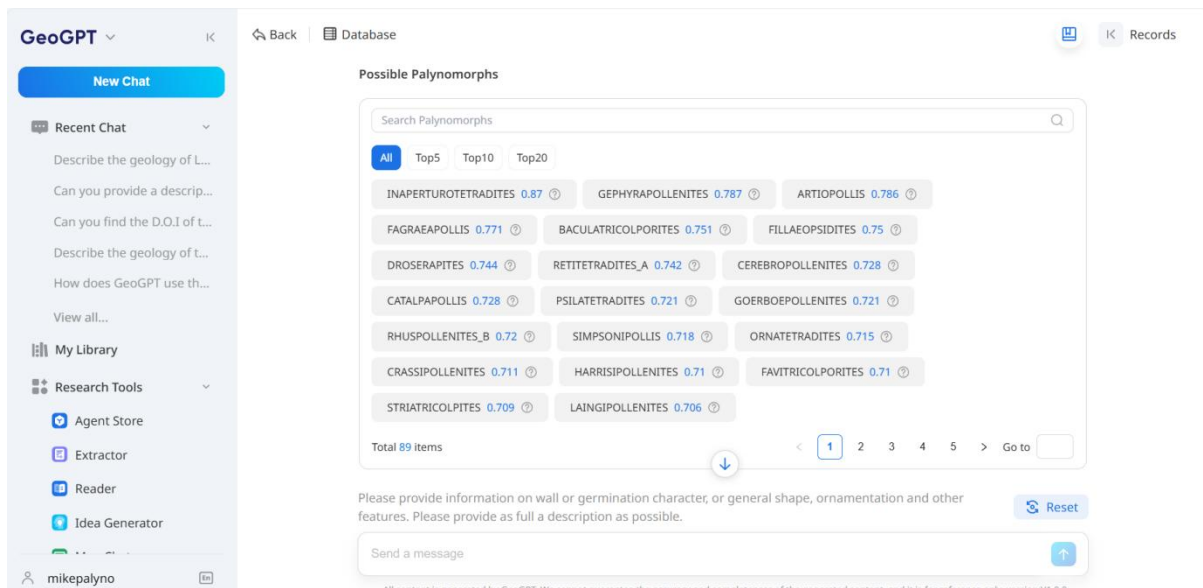 GeoGPT
New Chat
Recent Chat
Describe the geology of L...
Can you provide a descrip...
Can you find the D.O.I of t...
Describe the geology of t...
How does GeoGPT use th...
View all...
My Library
Research Tools
Agent Store
Extractor
Reader
Idea Generator
mikepalyno En
Back Database Records
Possible Palynomorphs
Search Palynomorphs
All Top5 Top10 Top20
INAPERTUROTETRADITES 0.87 GEPHYRAPOLLENITES 0.787 ARTIOPOLLIS 0.786
FAGRAEAPOLLIS 0.771 BACULATRICOLPORITES 0.751 FILLAEOPSIDITES 0.75
DROSERAPITES 0.744 RETITETRADITES_A 0.742 CEREBROPOLLENITES 0.728
CATALPAPOLLIS 0.728 PSILATETRADITES 0.721 GOERBOEPOLLENITES 0.721
RHUSPOLLENITES_B 0.72 SIMPSONIPOLLIS 0.718 ORNATETRADITES 0.715
CRASSIPOLLENITES 0.711 HARRISIPOLLENITES 0.71 FAVITRICOLPORITES 0.71
STRIATRICOLPITES 0.709 LAINGIPOLLENITES 0.706
Total 89 items < 1 2 3 4 5 > Go to
Please provide information on wall or germination character, or general shape, ornamentation and other
features. Please provide as full a description as possible.
Reset
Send a message